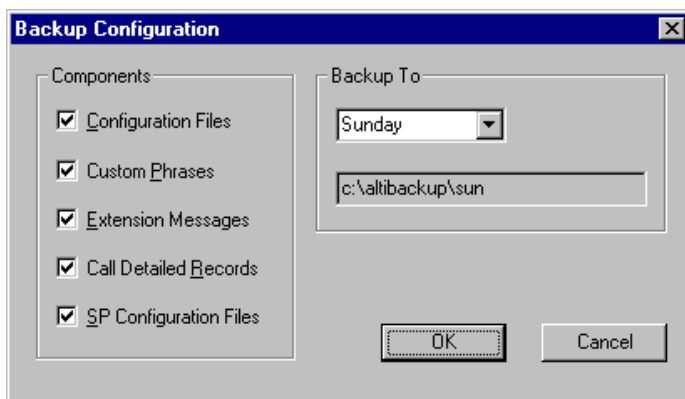 Backup Configuration
Components
Configuration Files
Custom Phrases
Extension Messages
Call Detailed Records
SP Configuration Files
Backup To
Sunday
c:\altibackup\sun
OK
Cancel